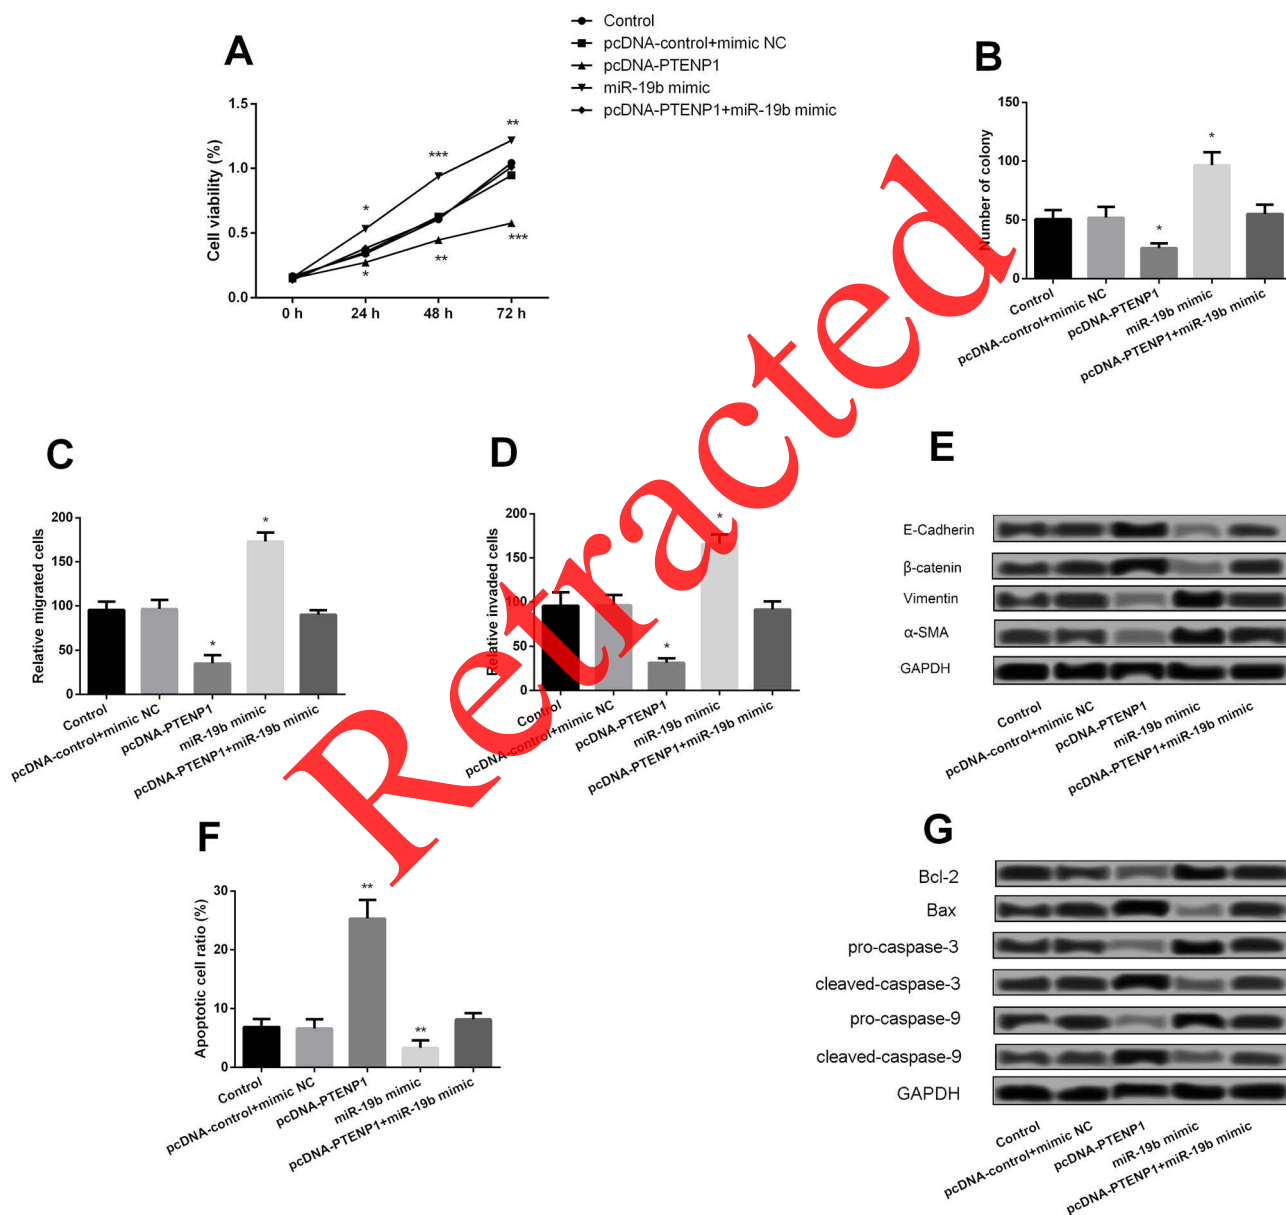 Control
pcDNA-control+mimic NC
pcDNA-PTENP1
miR-19b mimic
pcDNA-PTENP1+miR-19b mimic
A
Cell viability (%)
1.5
1.0
0.5
0.0
0 h 24 h 48 h 72 h
* *** **
* ** ***
B
Number of colony
150
100
50
0
* *
Control
pcDNA-control+mimic NC
pcDNA-PTENP1
miR-19b mimic
pcDNA-PTENP1+miR-19b mimic
C
Relative migrated cells
200
150
100
50
0
* *
Control
pcDNA-control+mimic NC
pcDNA-PTENP1
miR-19b mimic
pcDNA-PTENP1+miR-19b mimic
D
Relative invaded cells
200
150
100
50
0
* *
Control
pcDNA-control+mimic NC
pcDNA-PTENP1
miR-19b mimic
pcDNA-PTENP1+miR-19b mimic
E
E-Cadherin
β-catenin
Vimentin
α-SMA
GAPDH
Control
pcDNA-control+mimic NC
pcDNA-PTENP1
miR-19b mimic
pcDNA-PTENP1+miR-19b mimic
F
Apoptotic cell ratio (%)
30
20
10
0
** **
Control
pcDNA-control+mimic NC
pcDNA-PTENP1
miR-19b mimic
pcDNA-PTENP1+miR-19b mimic
G
Bcl-2
Bax
pro-caspase-3
cleaved-caspase-3
pro-caspase-9
cleaved-caspase-9
GAPDH
Control
pcDNA-control+mimic NC
pcDNA-PTENP1
miR-19b mimic
pcDNA-PTENP1+miR-19b mimic
Retracted